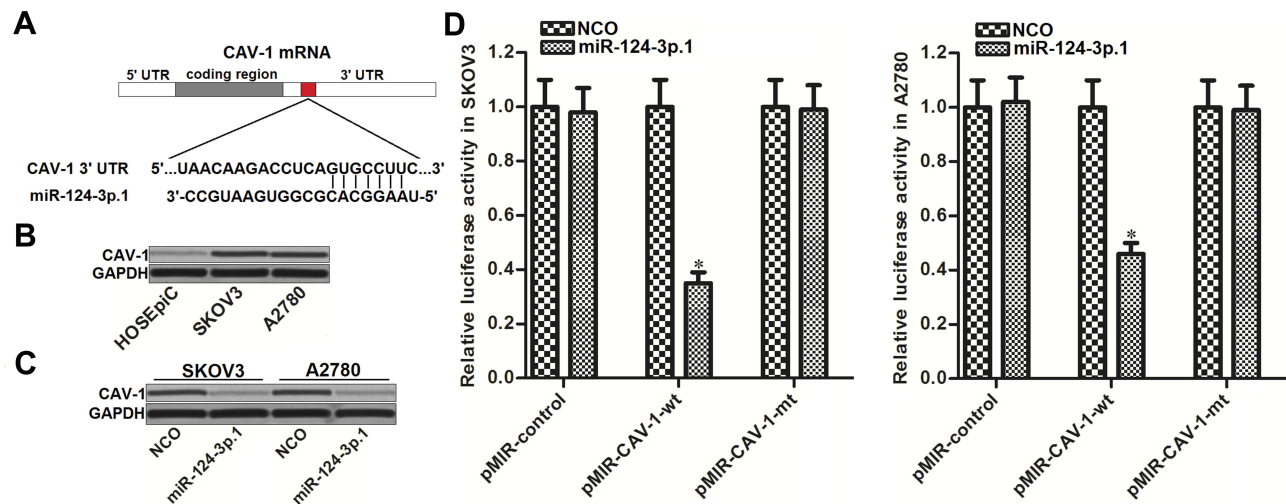 A
CAV-1 mRNA
5' UTR coding region 3' UTR
CAV-1 3' UTR 5'...UAACAAGACCUCAGUGCCUUC...3'
miR-124-3p.1 3'-CCGUAAGUGGCGCACGGAAU-5'
B
CAV-1
GAPDH
HOSEpiC SKOV3 A2780
C
SKOV3 A2780
CAV-1
GAPDH
NCO miR-124-3p.1 NCO miR-124-3p.1
D
NCO
miR-124-3p.1
Relative luciferase activity in SKOV3
1.2
1.0
0.8
0.6
0.4
0.2
0.0
*
pMIR-control pMIR-CAV-1-wt pMIR-CAV-1-mt
NCO
miR-124-3p.1
Relative luciferase activity in A2780
1.2
1.0
0.8
0.6
0.4
0.2
0.0
*
pMIR-control pMIR-CAV-1-wt pMIR-CAV-1-mt